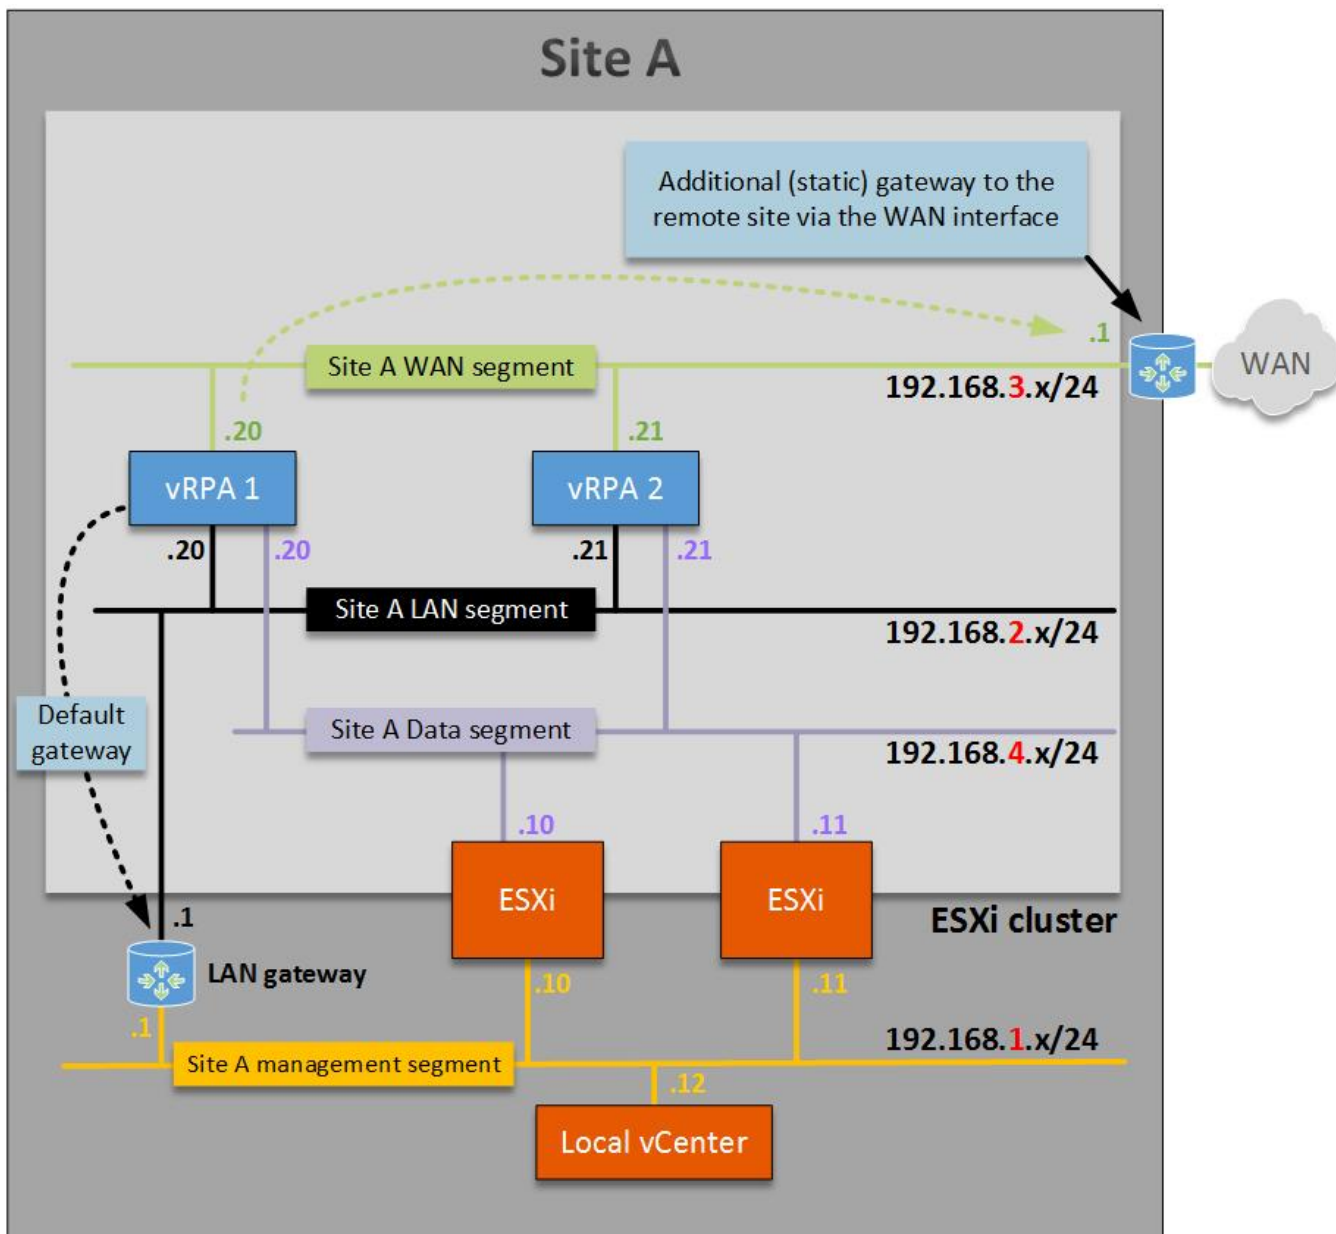 Site A
Additional (static) gateway to the
remote site via the WAN interface
.1
WAN
Site A WAN segment
192.168.3.x/24
.20
.21
vRPA 1
vRPA 2
.20
.20
.21
.21
Site A LAN segment
192.168.2.x/24
Default
gateway
Site A Data segment
192.168.4.x/24
.10
.11
ESXi
ESXi
.1
ESXi cluster
LAN gateway
.10
.11
.1
192.168.1.x/24
Site A management segment
.12
Local vCenter